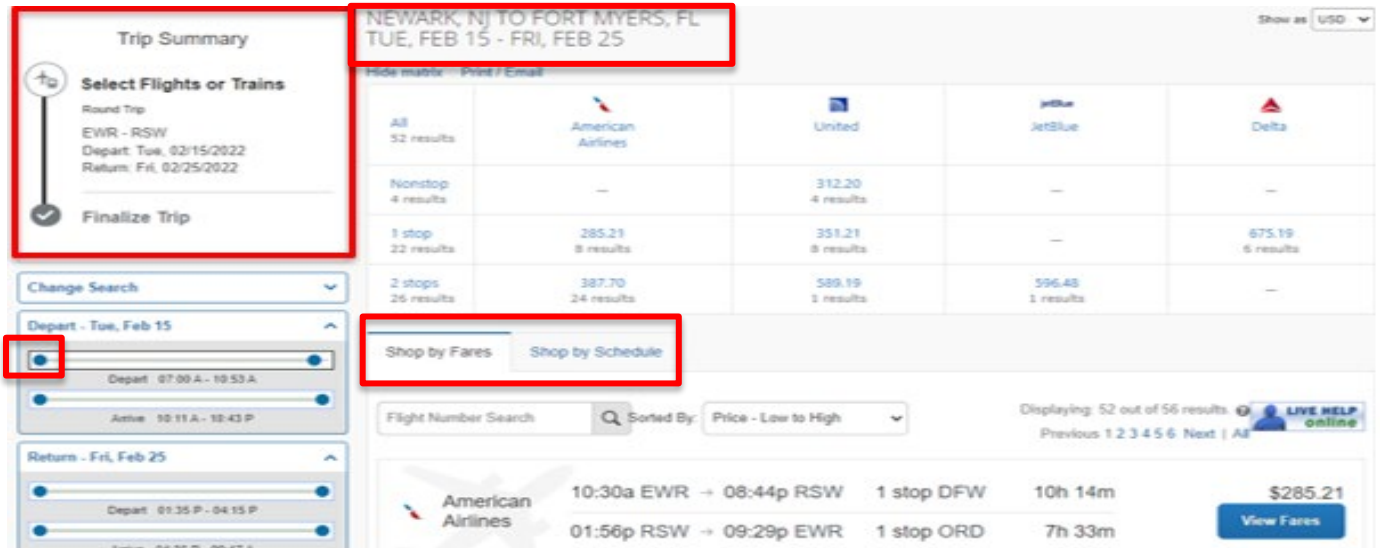 Trip Summary
Select Flights or Trains
Round Trip
EWR - RSW
Depart: Tue, 02/15/2022
Return: Fri, 02/25/2022
Finalize Trip
Change Search
Depart - Tue, Feb 15
Depart 07:00 A - 10:53 A
Arrive 10:11 A - 10:43 P
Return - Fri, Feb 25
Depart 01:35 P - 04:15 P
NEWARK, NJ TO FORT MYERS, FL
TUE, FEB 15 - FRI, FEB 25
Show as USD
Hide matrix Print / Email
All
52 results
American
Airlines
United
jetBlue
JetBlue
Delta
Nonstop
4 results
—
312.20
4 results
—
—
1 stop
22 results
285.21
8 results
351.21
8 results
—
675.19
6 results
2 stops
26 results
387.70
24 results
589.19
1 results
596.48
1 results
—
Shop by Fares Shop by Schedule
Flight Number Search Sorted By: Price - Low to High
Displaying: 52 out of 56 results.
LIVE HELP
online
Previous 1 2 3 4 5 6 Next | All
American
Airlines
10:30a EWR → 08:44p RSW 1 stop DFW 10h 14m $285.21
01:56p RSW → 09:29p EWR 1 stop ORD 7h 33m
View Fares